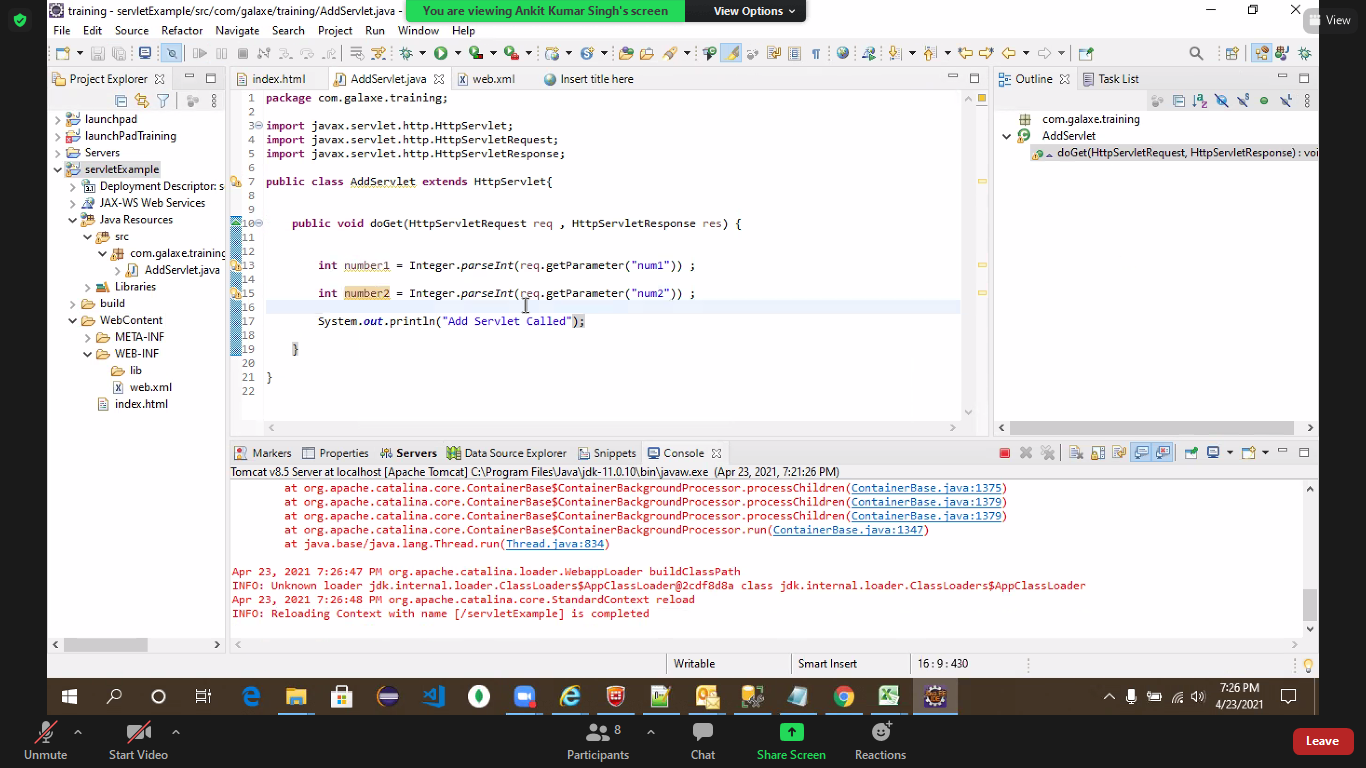 training - servletExample/src/com/galaxe/training/AddServlet.java -
You are viewing Ankit Kumar Singh's screen
View Options
View
File Edit Source Refactor Navigate Search Project Run Window Help
Project Explorer
index.html
AddServlet.java
web.xml
Insert title here
Outline
Task List
launchpad
launchPadTraining
Servers
servletExample
Deployment Descriptor: s
JAX-WS Web Services
Java Resources
src
com.galaxe.training
AddServlet.java
Libraries
build
WebContent
META-INF
WEB-INF
lib
web.xml
index.html
1 package com.galaxe.training;
2
3 import javax.servlet.http.HttpServlet;
4 import javax.servlet.http.HttpServletRequest;
5 import javax.servlet.http.HttpServletResponse;
6
7 public class AddServlet extends HttpServlet{
8
9
10 public void doGet(HttpServletRequest req , HttpServletResponse res) {
11
12
13 int number1 = Integer.parseInt(req.getParameter("num1")) ;
14
15 int number2 = Integer.parseInt(req.getParameter("num2")) ;
16
17 System.out.println("Add Servlet Called");
18
19 }
20
21 }
22
com.galaxe.training
AddServlet
doGet(HttpServletRequest, HttpServletResponse) : voi
Markers Properties Servers Data Source Explorer Snippets Console
Tomcat v8.5 Server at localhost [Apache Tomcat] C:\Program Files\Java\jdk-11.0.10\bin\javaw.exe (Apr 23, 2021, 7:21:26 PM)
at org.apache.catalina.core.ContainerBase$ContainerBackgroundProcessor.processChildren(ContainerBase.java:1375)
at org.apache.catalina.core.ContainerBase$ContainerBackgroundProcessor.processChildren(ContainerBase.java:1379)
at org.apache.catalina.core.ContainerBase$ContainerBackgroundProcessor.processChildren(ContainerBase.java:1379)
at org.apache.catalina.core.ContainerBase$ContainerBackgroundProcessor.run(ContainerBase.java:1347)
at java.base/java.lang.Thread.run(Thread.java:834)
Apr 23, 2021 7:26:47 PM org.apache.catalina.loader.WebappLoader buildClassPath
INFO: Unknown loader jdk.internal.loader.ClassLoaders$AppClassLoader@2cdf8d8a class jdk.internal.loader.ClassLoaders$AppClassLoader
Apr 23, 2021 7:26:48 PM org.apache.catalina.core.StandardContext reload
INFO: Reloading Context with name [/servletExample] is completed
Writable
Smart Insert
16 : 9 : 430
7:26 PM
4/23/2021
Unmute
Start Video
Participants
8
Chat
Share Screen
Reactions
Leave